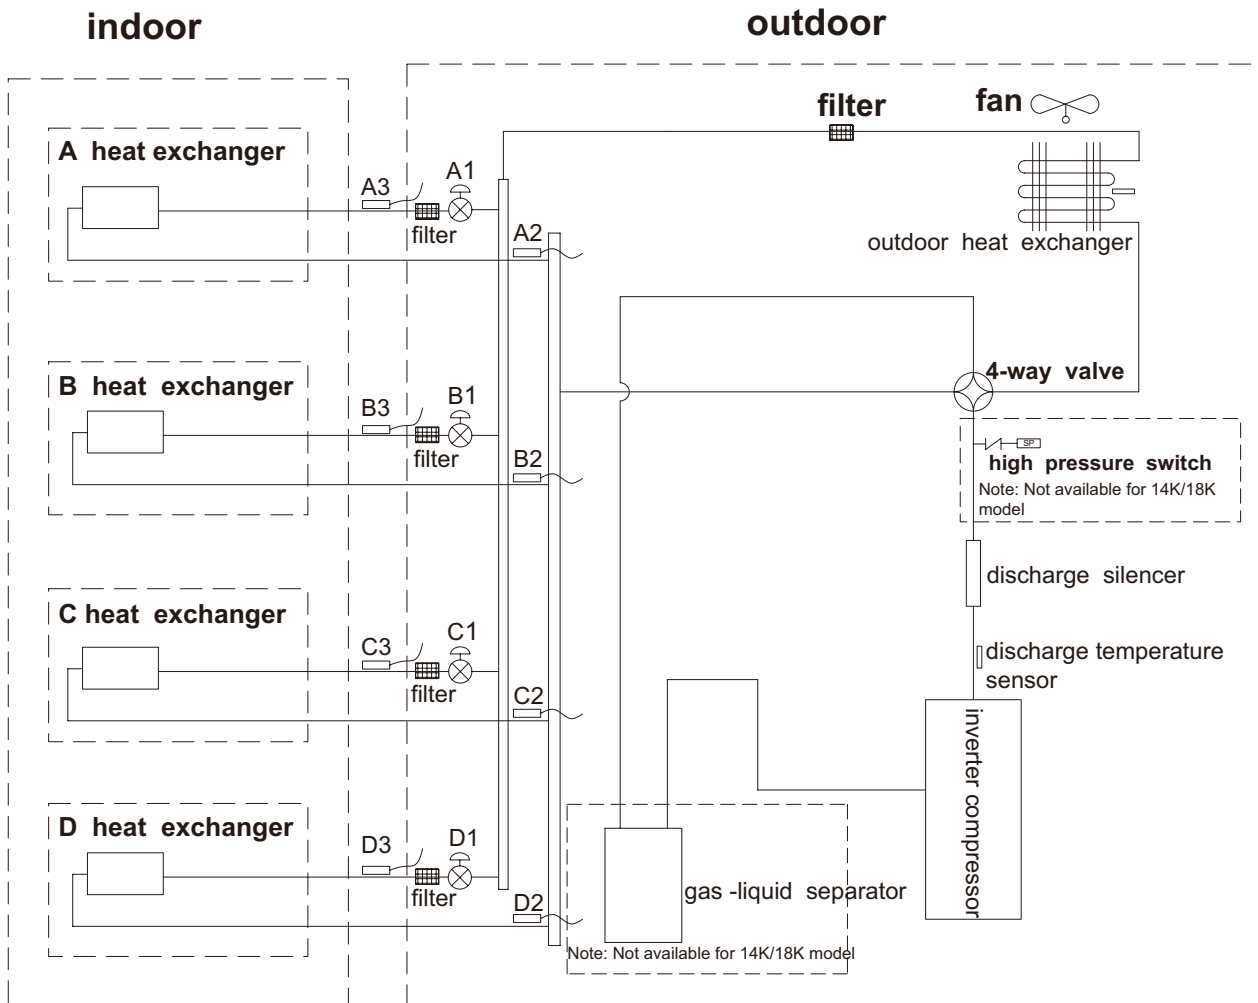 indoor
outdoor
filter
fan
A heat exchanger
A3
A1
filter
A2
outdoor heat exchanger
B heat exchanger
B3
B1
filter
B2
4-way valve
SP
high pressure switch
Note: Not available for 14K/18K
model
discharge silencer
C heat exchanger
C3
C1
filter
C2
discharge temperature
sensor
inverter compressor
D heat exchanger
D3
D1
filter
D2
gas -liquid separator
Note: Not available for 14K/18K model